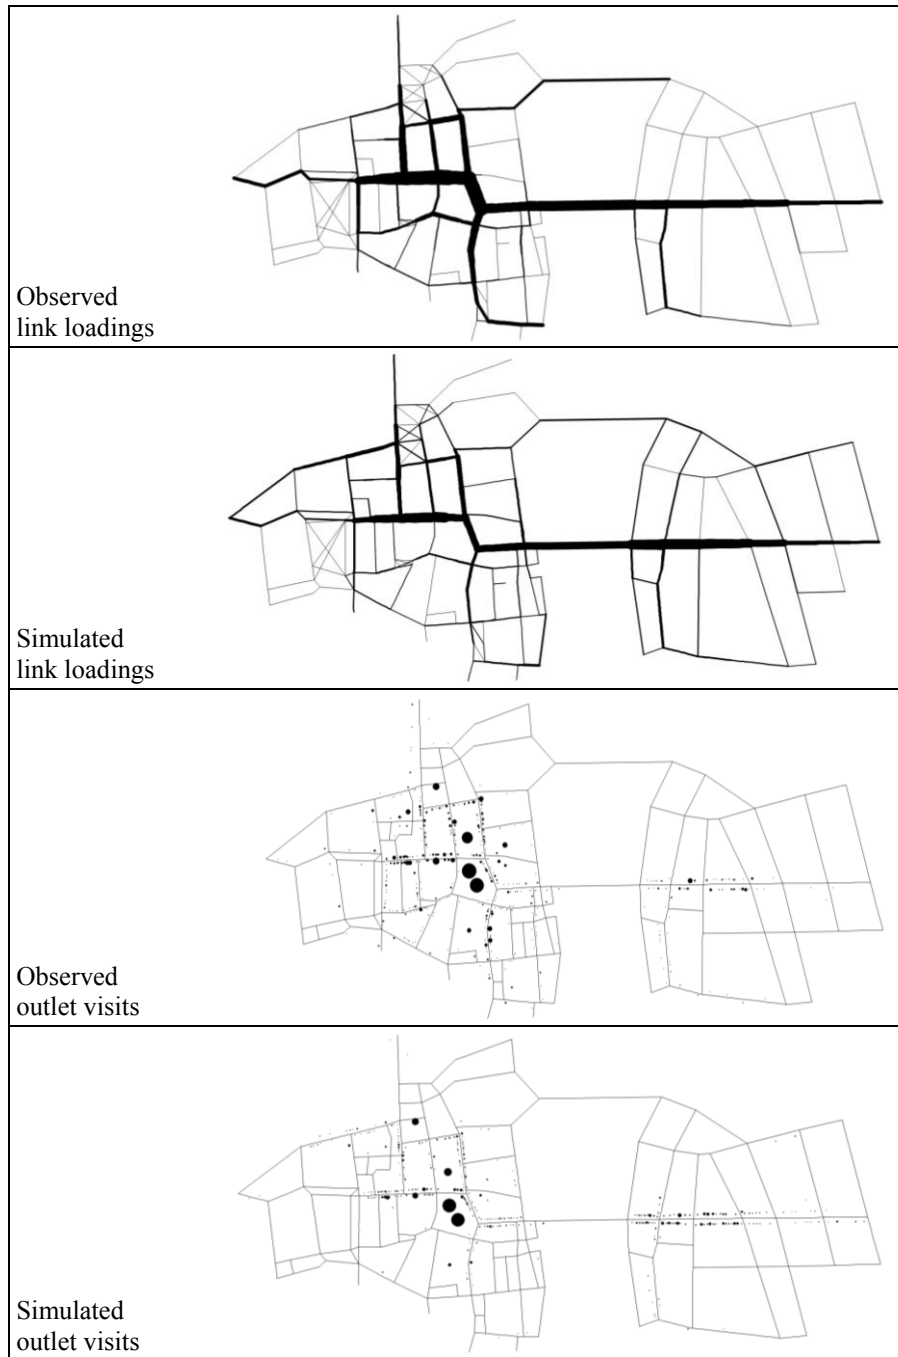 Observed
link loadings
Simulated
link loadings
Observed
outlet visits
Simulated
outlet visits